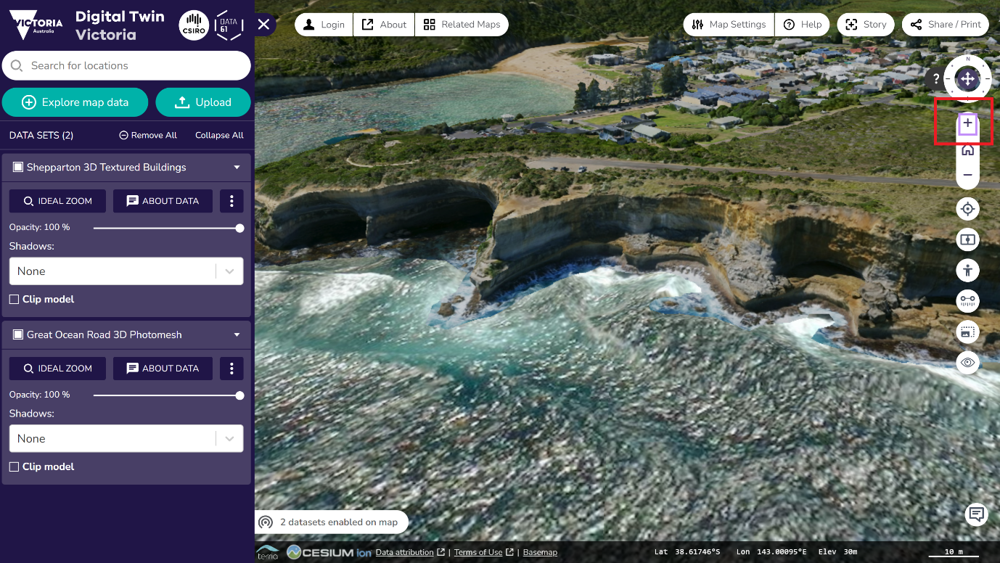 VICTORIA
Australia
Digital Twin
Victoria
CSIRO
DATA
61
Login
About
Related Maps
Map Settings
Help
Story
Share / Print
Search for locations
Explore map data
Upload
DATA SETS (2)
Remove All
Collapse All
Shepparton 3D Textured Buildings
IDEAL ZOOM
ABOUT DATA
Opacity: 100 %
Shadows:
None
Clip model
Great Ocean Road 3D Photomesh
IDEAL ZOOM
ABOUT DATA
Opacity: 100 %
Shadows:
None
Clip model
N
?
2 datasets enabled on map
terria
CESIUM ion
Data attribution | Terms of Use | Basemap
Lat 38.61746°S Lon 143.00095°E Elev 30m
10 m